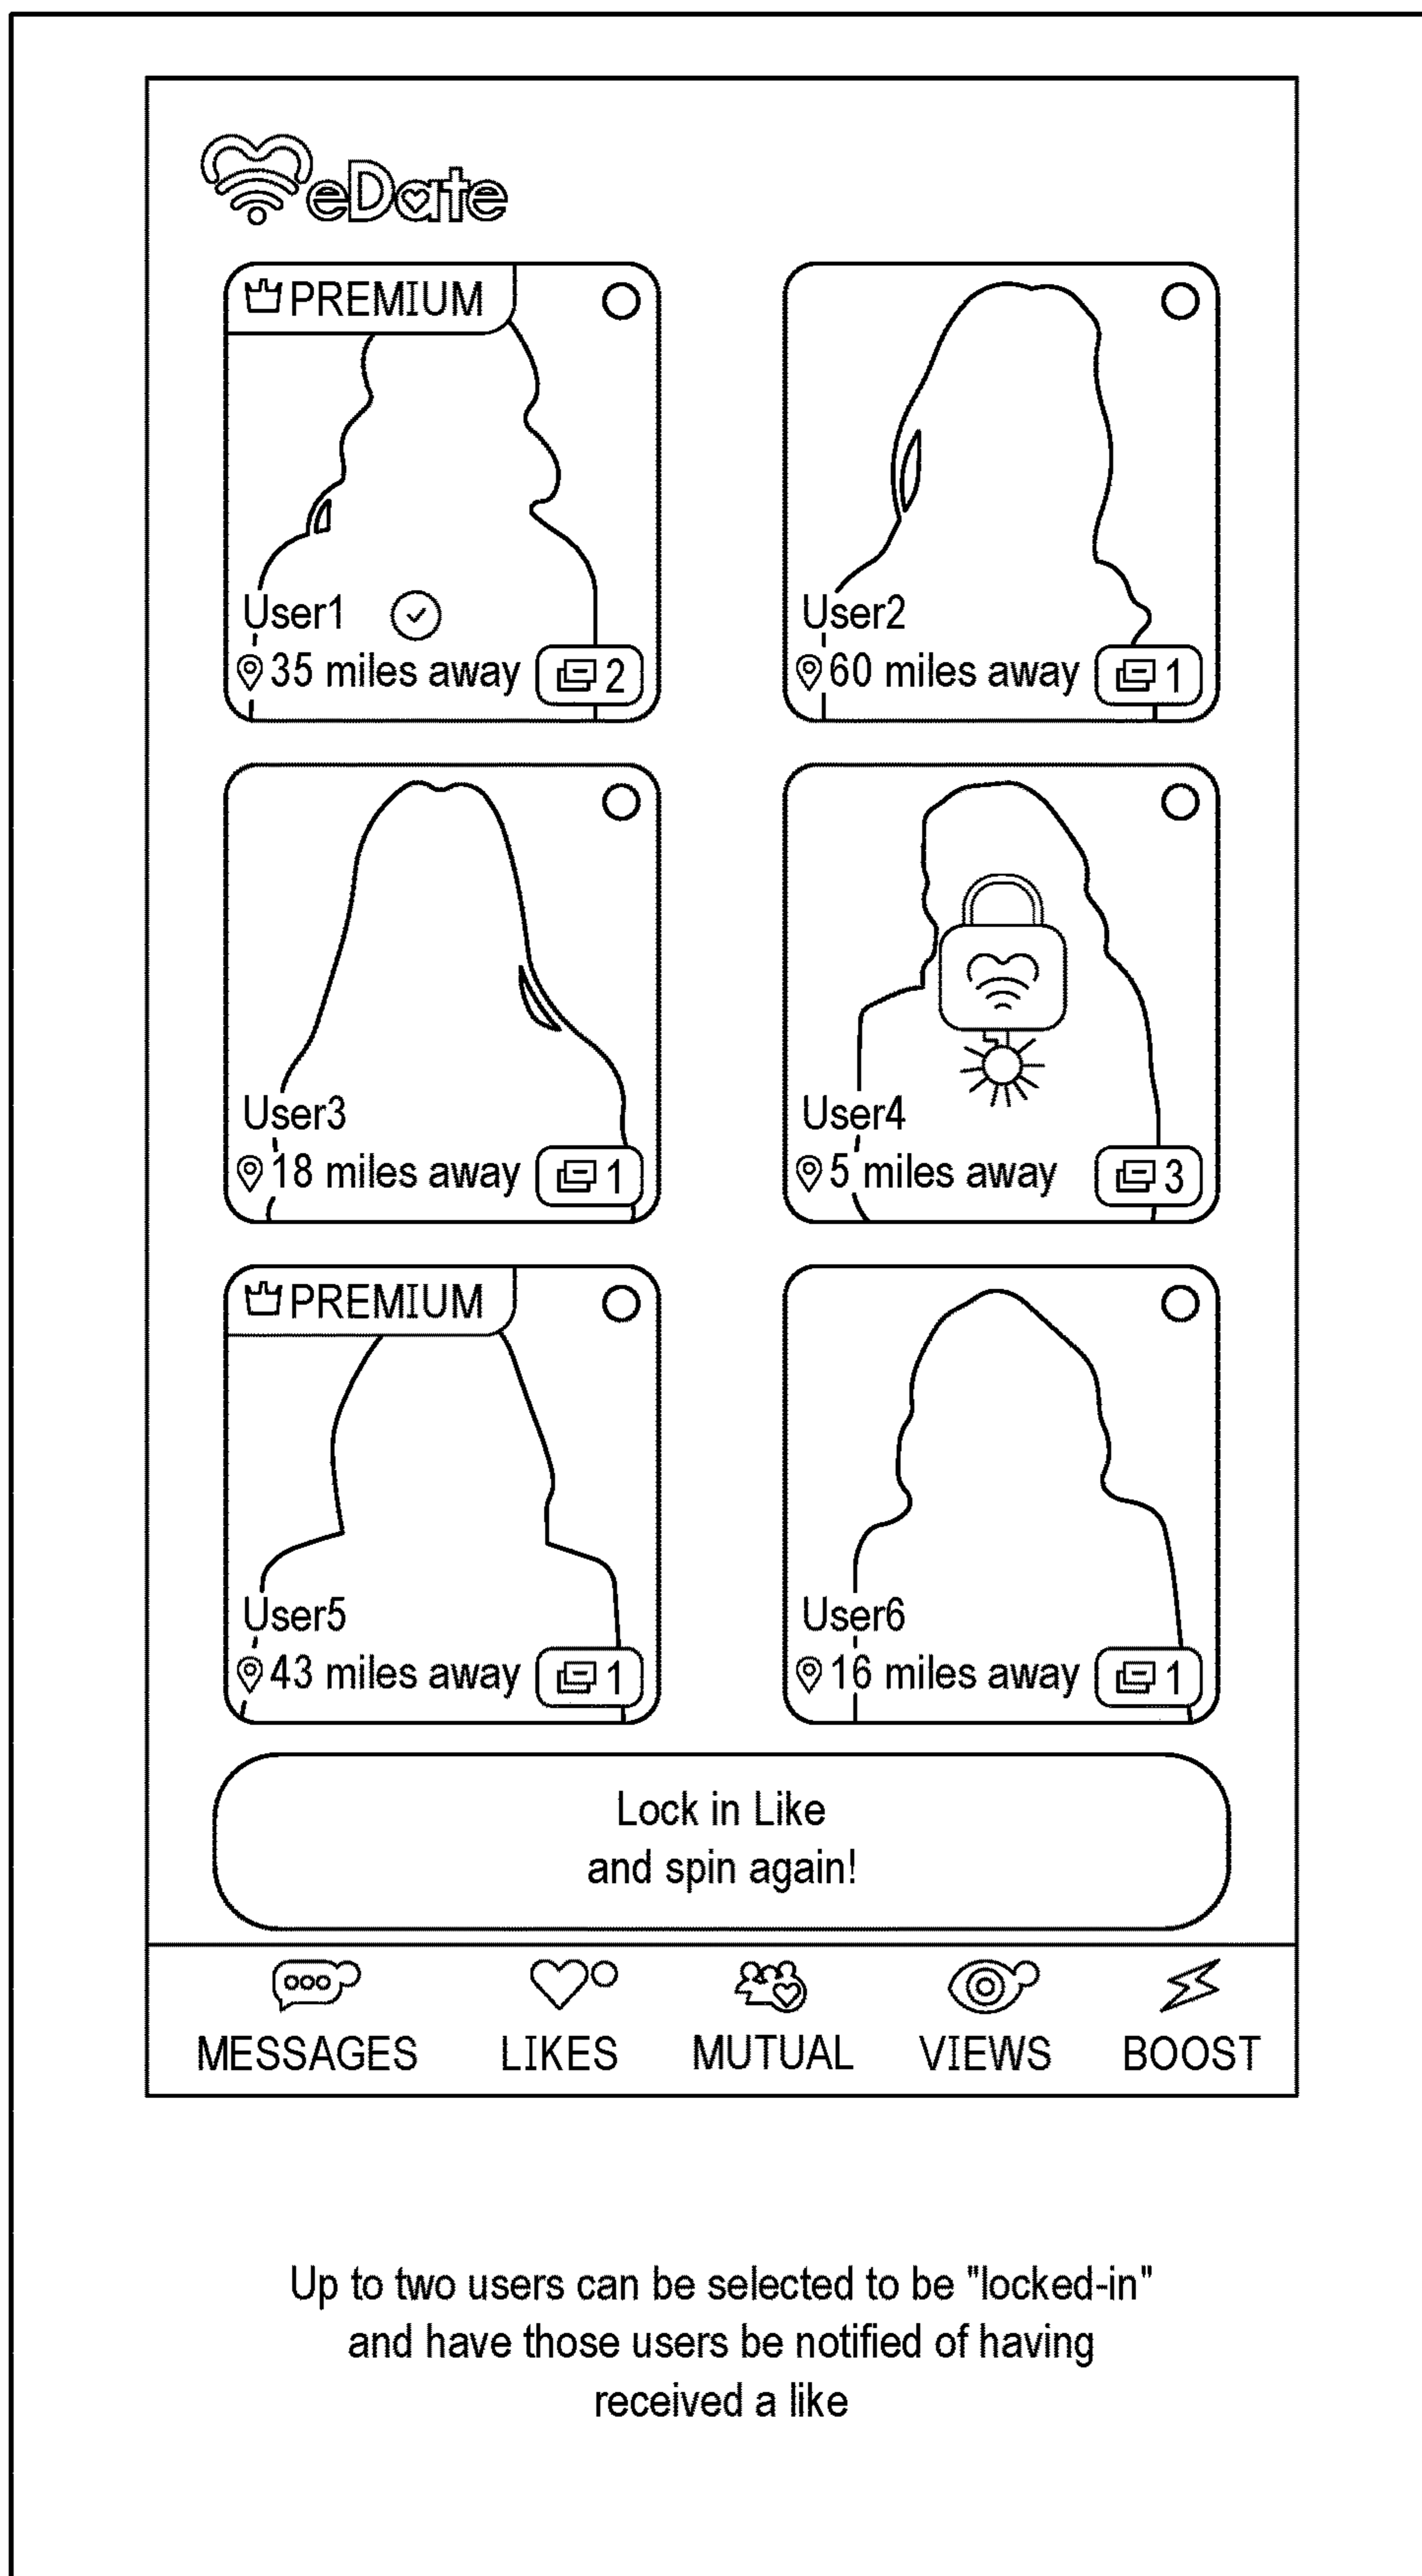 eDate
PREMIUM
User1
35 miles away 2
User2
60 miles away 1
User3
18 miles away 1
User4
5 miles away 3
PREMIUM
User5
43 miles away 1
User6
16 miles away 1
Lock in Like
and spin again!
MESSAGES LIKES MUTUAL VIEWS BOOST
Up to two users can be selected to be "locked-in"
and have those users be notified of having
received a like